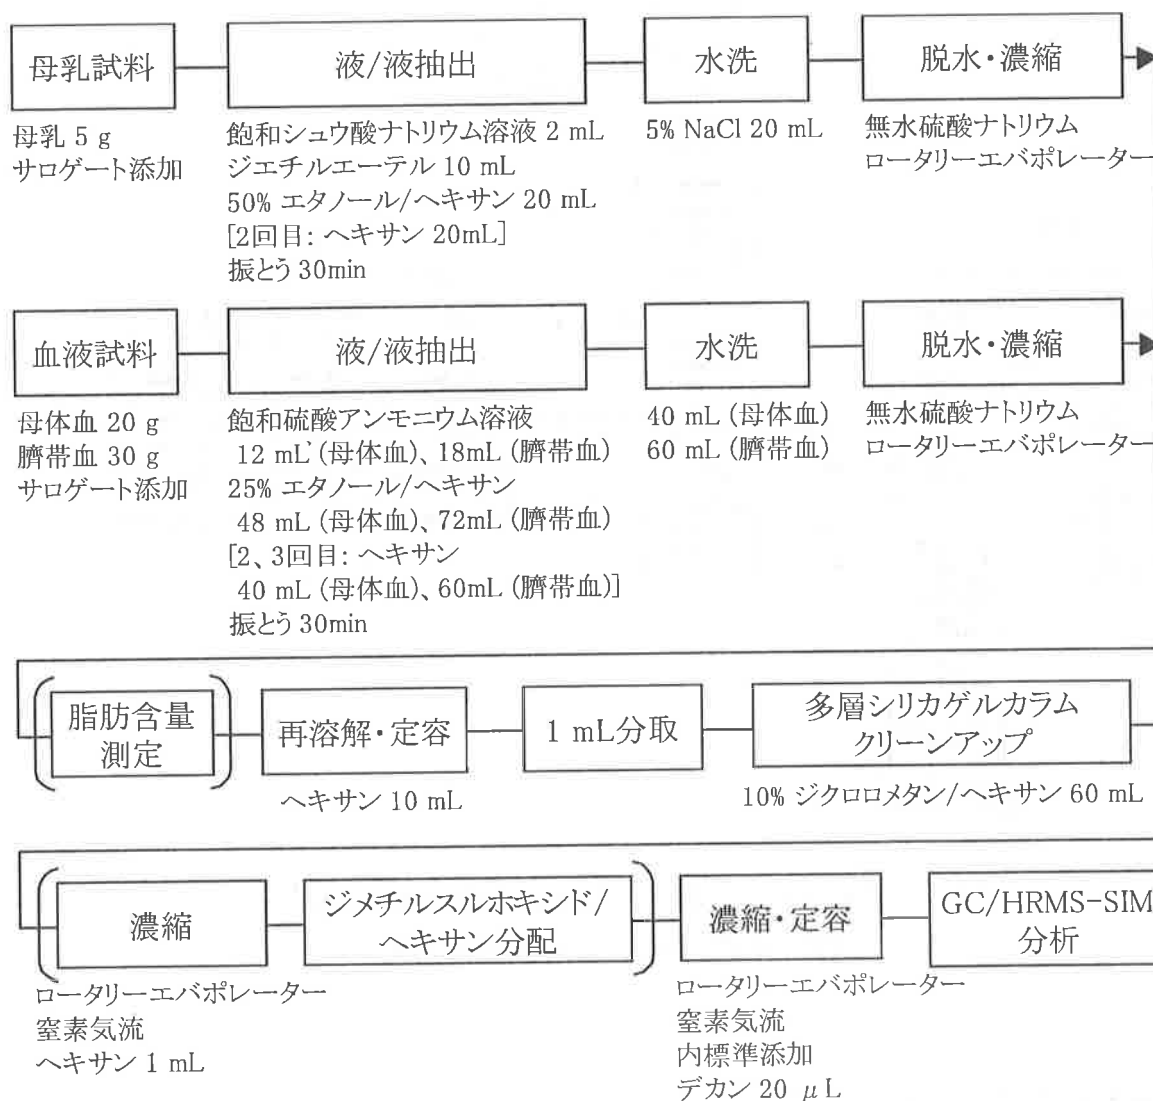 母乳試料
液/液抽出
水洗
脱水・濃縮
母乳 5 g
サロゲート添加
飽和シュウ酸ナトリウム溶液 2 mL
ジエチルエーテル 10 mL
50% エタノール/ヘキサン 20 mL
[2回目: ヘキサン 20mL]
振とう 30min
5% NaCl 20 mL
無水硫酸ナトリウム
ロータリーエバポレーター
血液試料
液/液抽出
水洗
脱水・濃縮
母体血 20 g
臍帯血 30 g
サロゲート添加
飽和硫酸アンモニウム溶液
12 mL (母体血)、18mL (臍帯血)
25% エタノール/ヘキサン
48 mL (母体血)、72mL (臍帯血)
[2、3回目: ヘキサン
40 mL (母体血)、60mL (臍帯血)]
振とう 30min
40 mL (母体血)
60 mL (臍帯血)
無水硫酸ナトリウム
ロータリーエバポレーター
脂肪含量
測定
再溶解・定容
ヘキサン 10 mL
1 mL分取
多層シリカゲルカラム
クリーンアップ
10% ジクロロメタン/ヘキサン 60 mL
濃縮
ロータリーエバポレーター
窒素気流
ヘキサン 1 mL
ジメチルスルホキシド/
ヘキサン分配
濃縮・定容
ロータリーエバポレーター
窒素気流
内標準添加
デカン 20 μL
GC/HRMS-SIM
分析